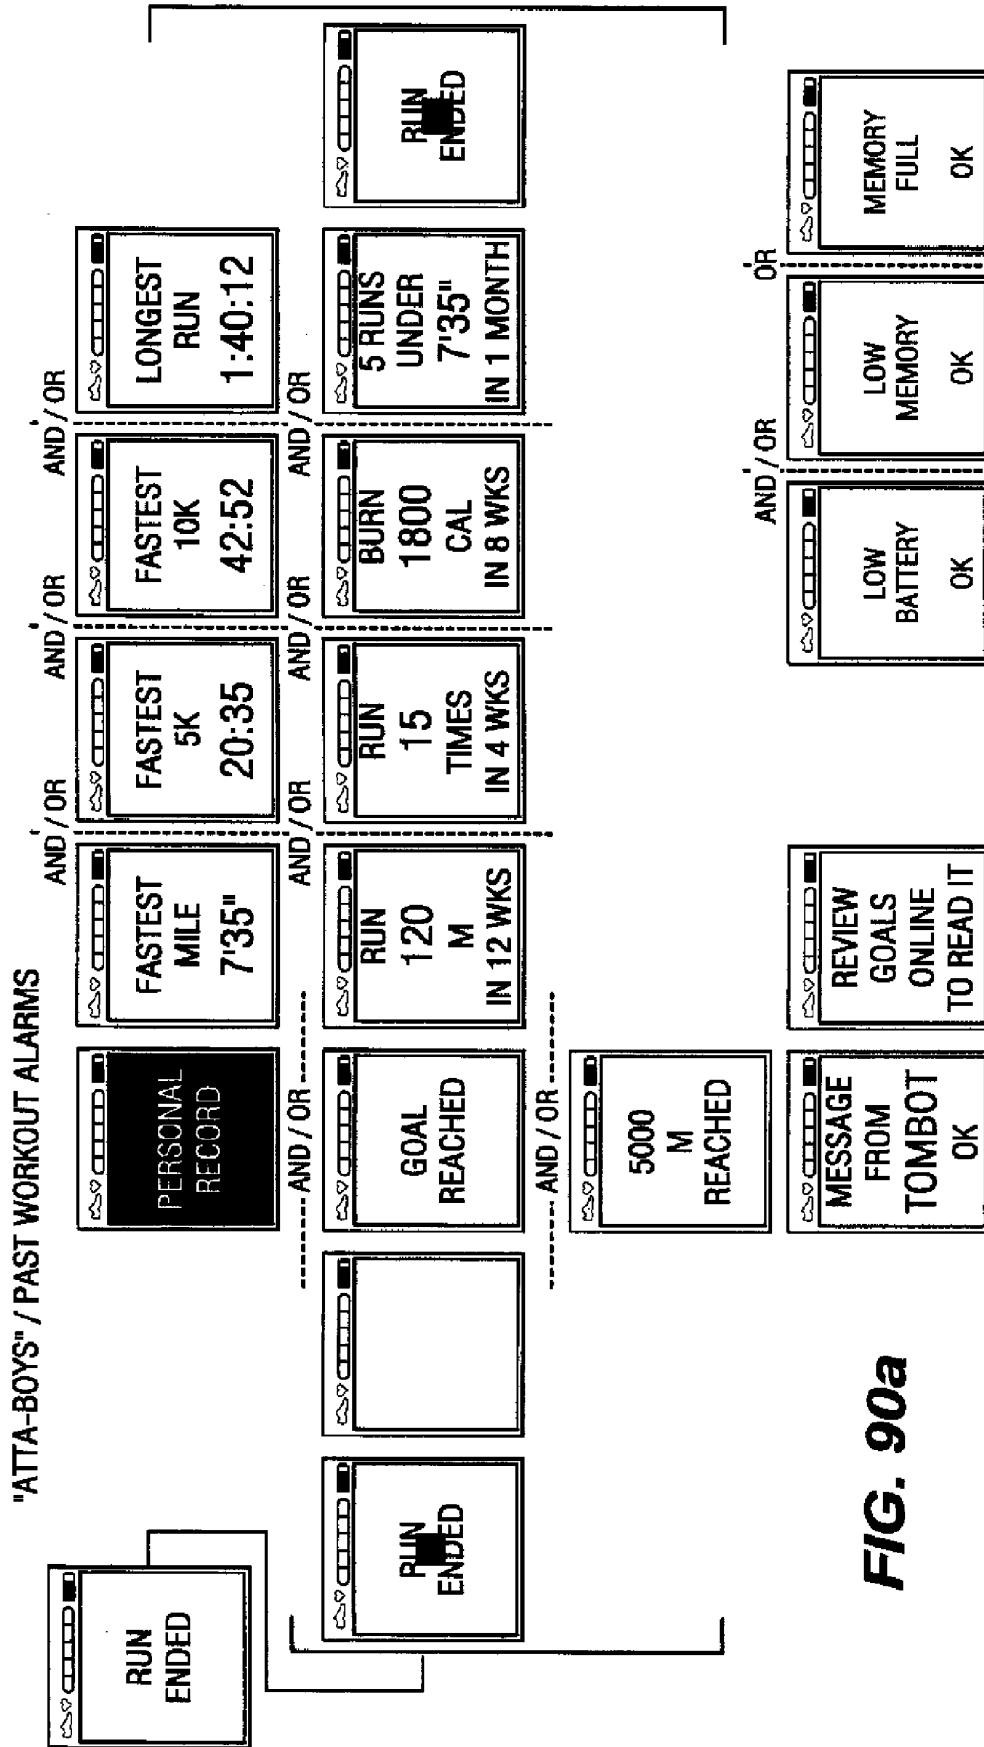 "ATTA-BOYS" / PAST WORKOUT ALARMS
RUN
ENDED
AND / OR
AND / OR
AND / OR
PERSONAL
RECORD
FASTEST
MILE
7'35"
FASTEST
5K
20:35
FASTEST
10K
42:52
LONGEST
RUN
1:40:12
AND / OR
AND / OR
AND / OR
AND / OR
RUN
ENDED
GOAL
REACHED
RUN
120
M
IN 12 WKS
RUN
15
TIMES
IN 4 WKS
BURN
1800
CAL
IN 8 WKS
5 RUNS
UNDER
7'35"
IN 1 MONTH
RUN
ENDED
AND / OR
5000
M
REACHED
MESSAGE
FROM
TOMBOT
OK
REVIEW
GOALS
ONLINE
TO READ IT
AND / OR
OR
LOW
BATTERY
OK
LOW
MEMORY
OK
MEMORY
FULL
OK
FIG. 90a